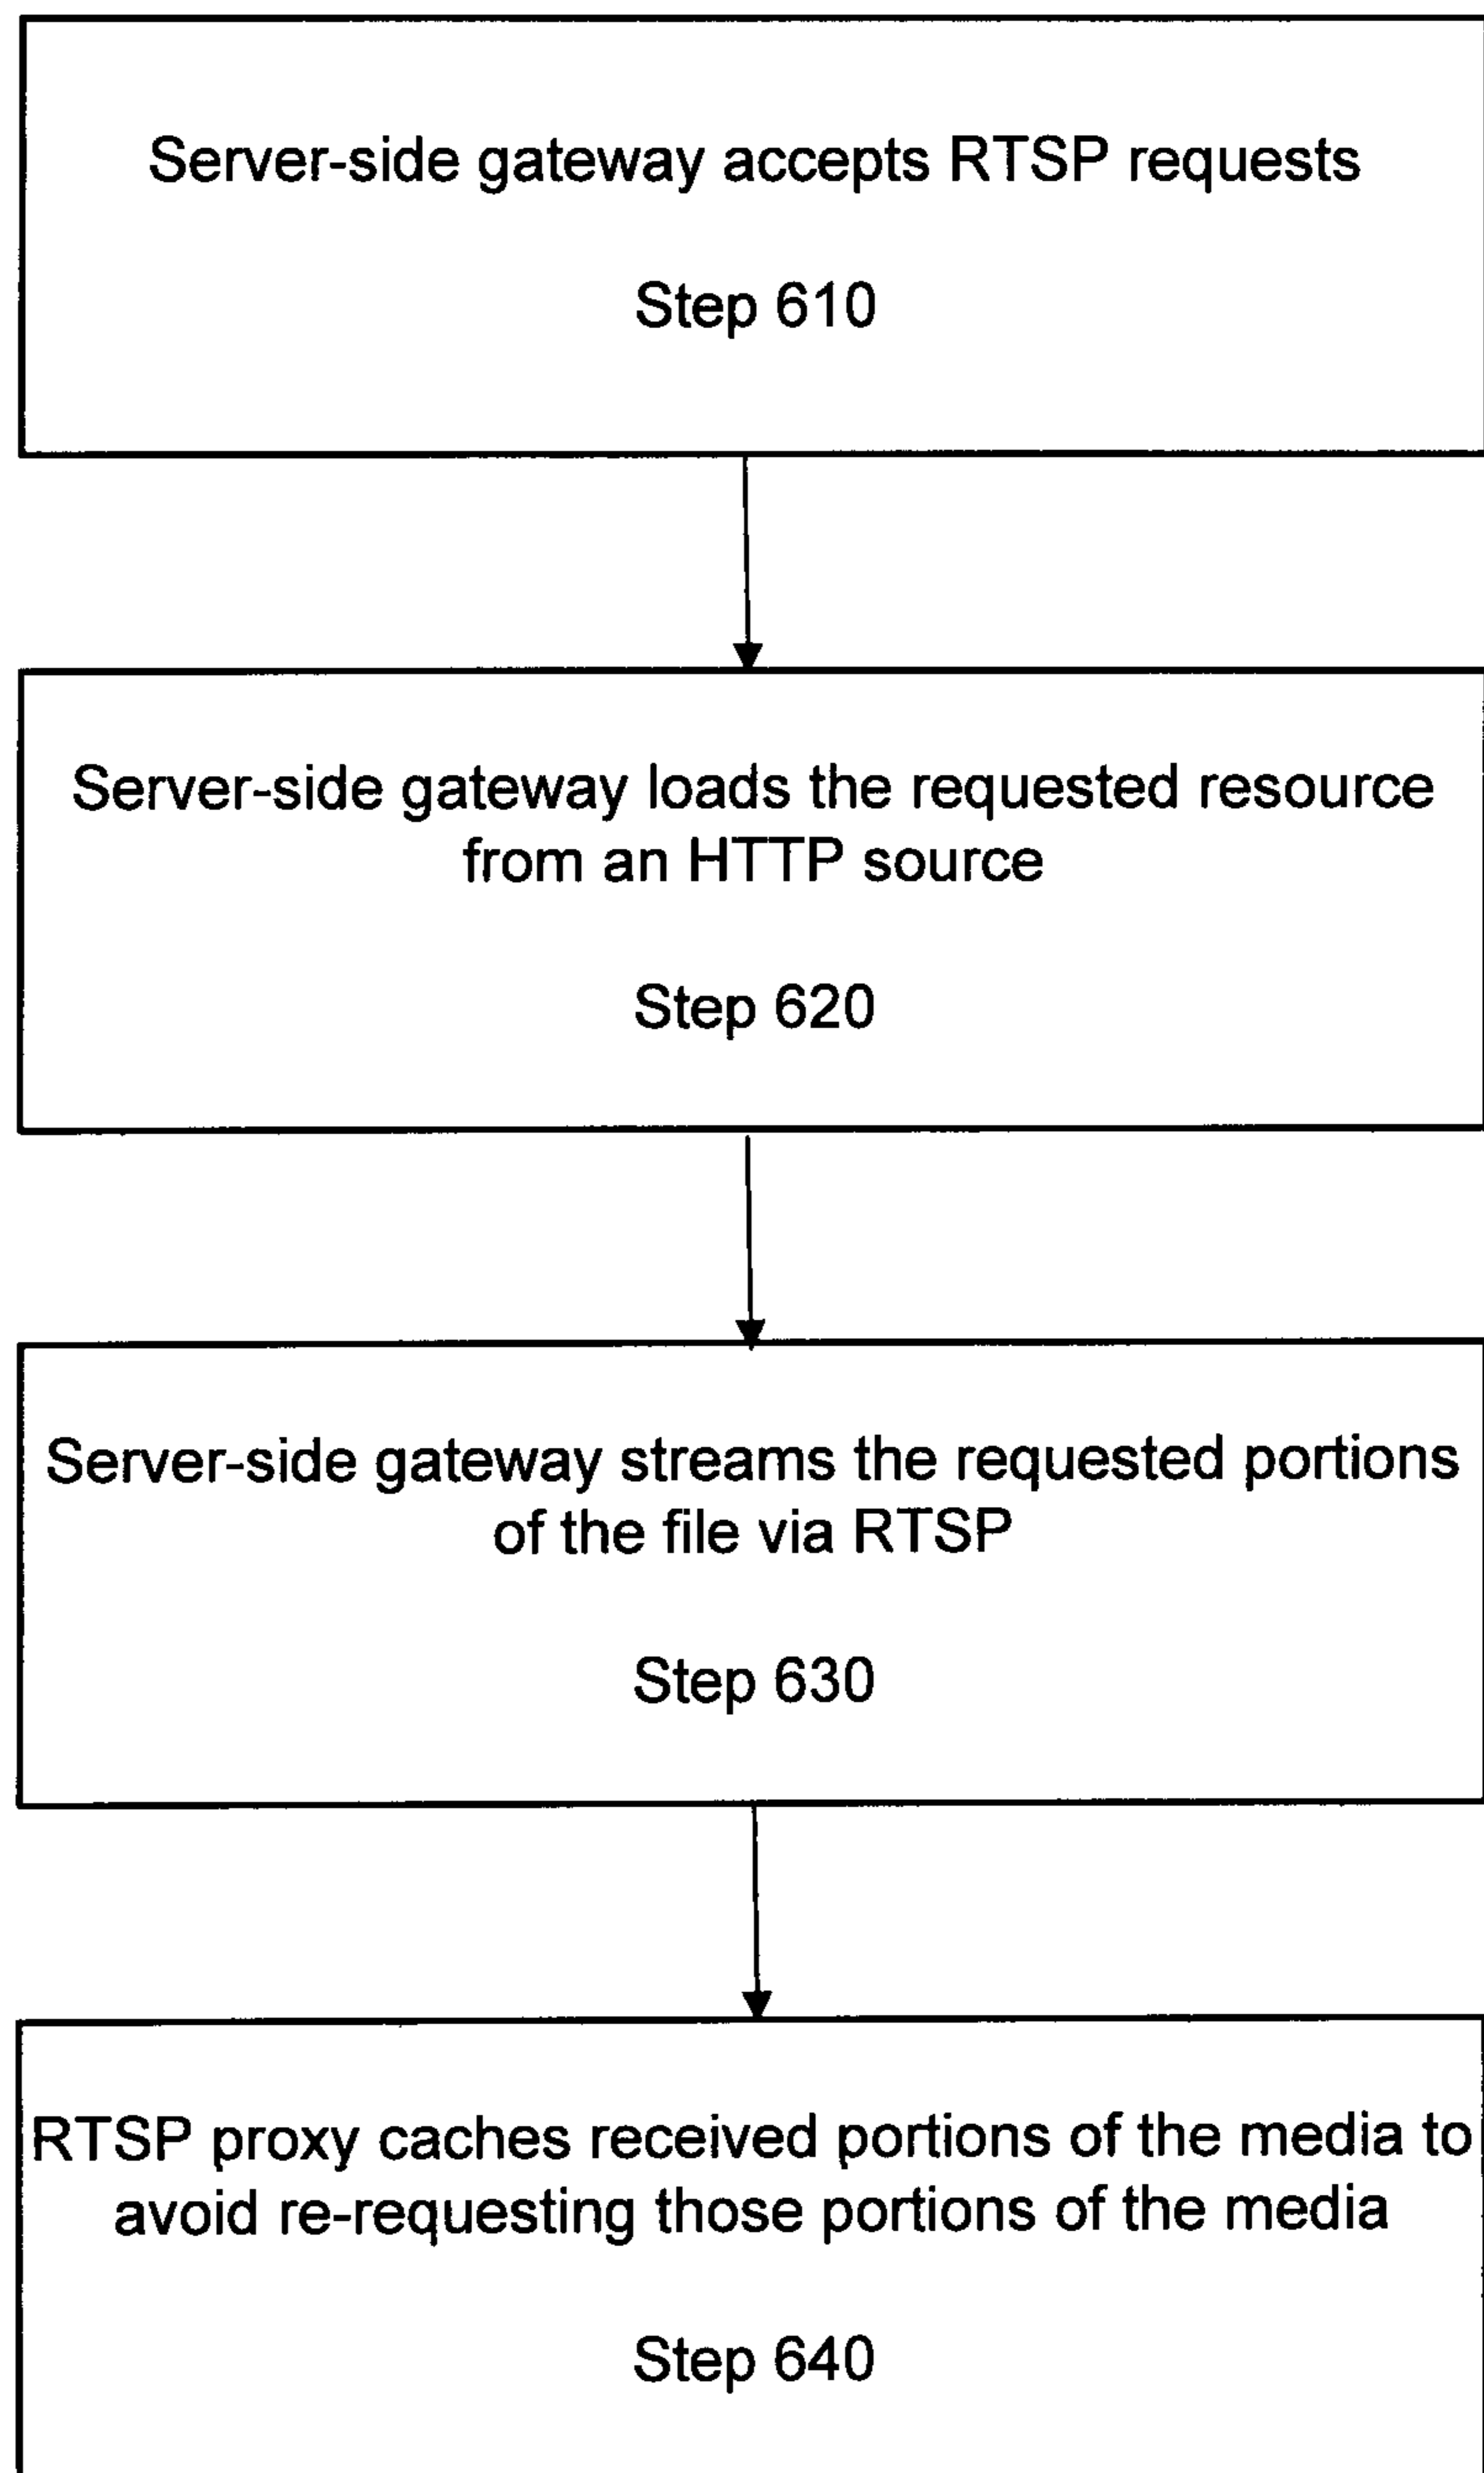 Server-side gateway accepts RTSP requests
Step 610
Server-side gateway loads the requested resource
from an HTTP source
Step 620
Server-side gateway streams the requested portions
of the file via RTSP
Step 630
RTSP proxy caches received portions of the media to
avoid re-requesting those portions of the media
Step 640